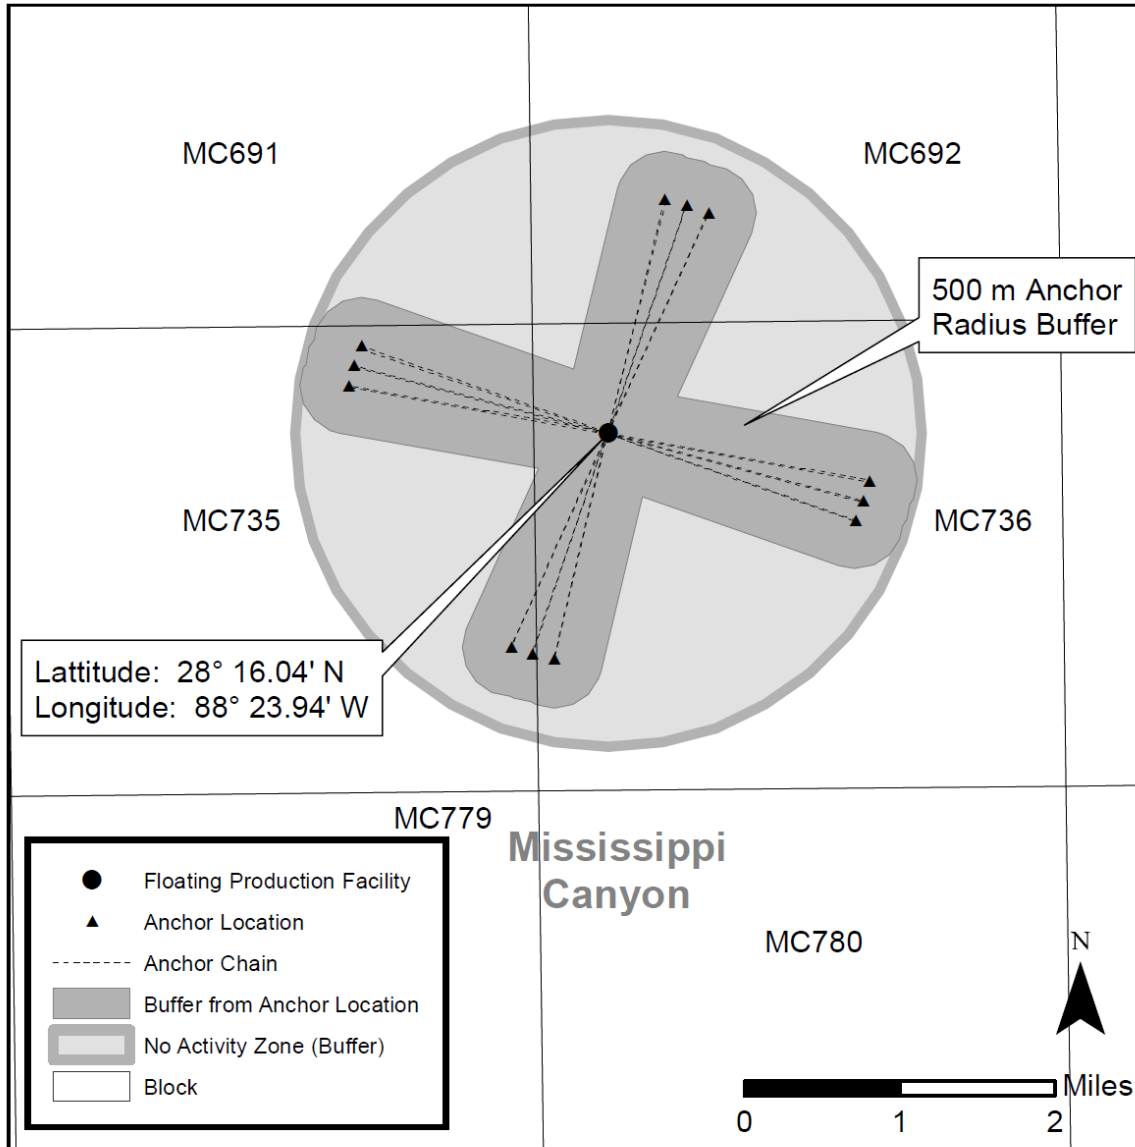 MC691
MC692
500 m Anchor
Radius Buffer
MC735
MC736
Lattitude: 28° 16.04' N
Longitude: 88° 23.94' W
MC779
Mississippi
Canyon
MC780
Floating Production Facility
Anchor Location
Anchor Chain
Buffer from Anchor Location
No Activity Zone (Buffer)
Block
N
Miles
0 1 2